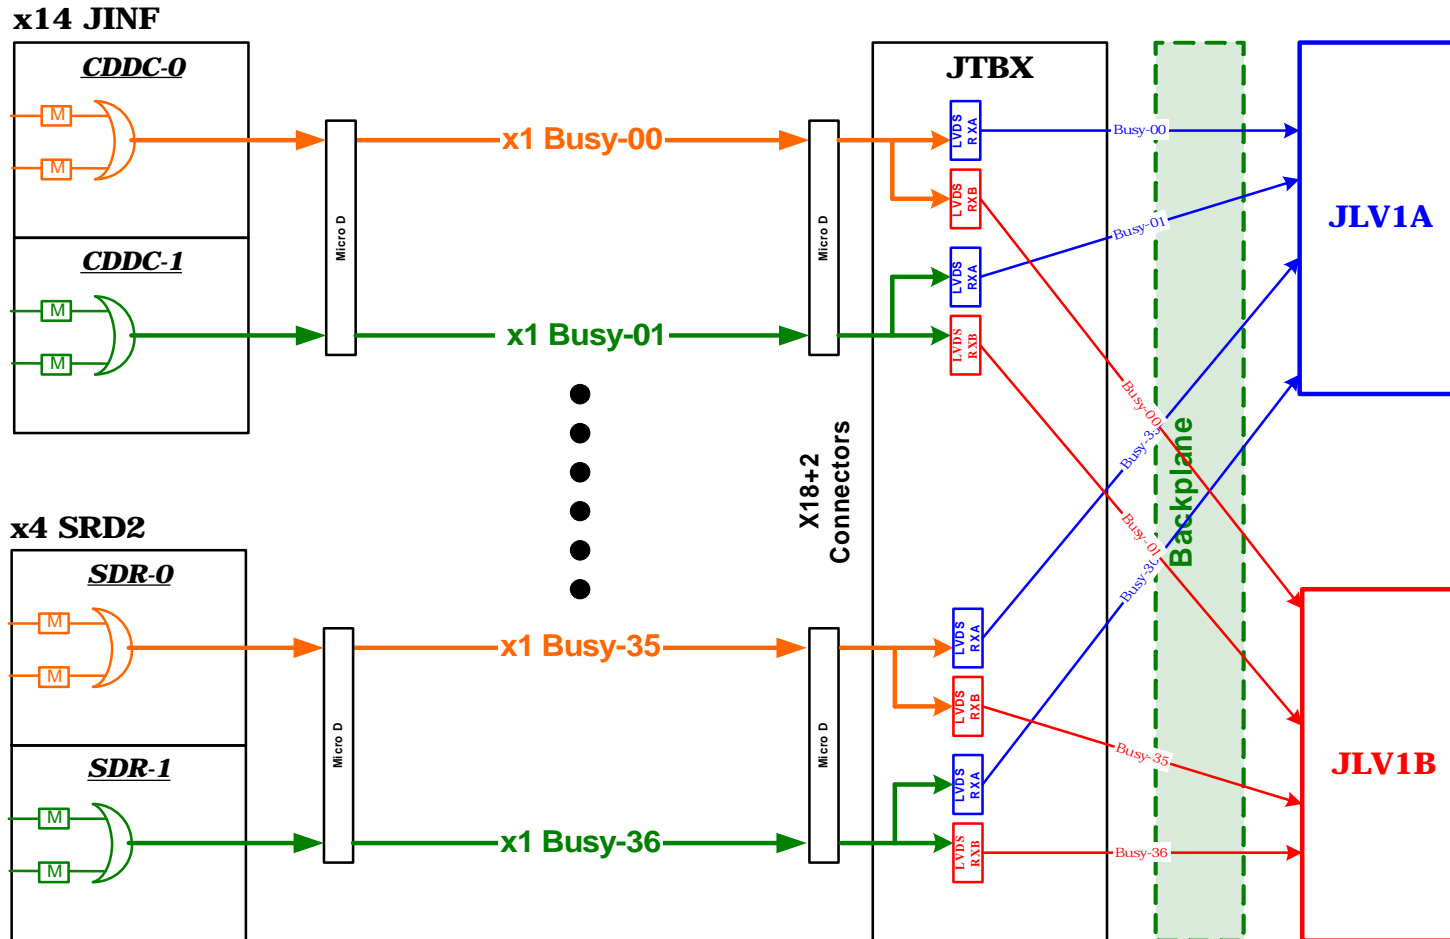 x14 JINF
CDDC-0
M
M
CDDC-1
M
M
Micro D
x1 Busy-00
x1 Busy-01
Micro D
X18+2
Connectors
JTBX
LVDS
RXA
LVDS
RXB
LVDS
RXA
LVDS
RXB
Busy-00
Busy-01
Busy-00
Busy-01
Backplane
JLV1A
x4 SRD2
SDR-0
M
M
SDR-1
M
M
Micro D
x1 Busy-35
x1 Busy-36
Micro D
LVDS
RXA
LVDS
RXB
LVDS
RXA
LVDS
RXB
Busy-35
Busy-36
JLV1B